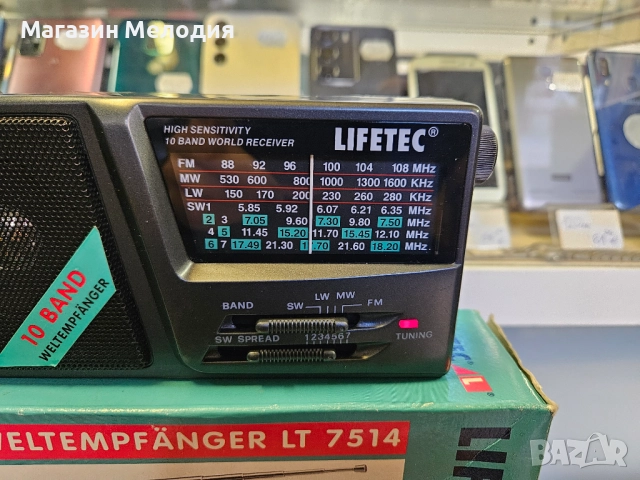 Магазин Мелодия
HIGH SENSITIVITY
10 BAND WORLD RECEIVER
LIFETEC®
FM 88 92 96 100 104 108 MHz
MW 530 600 800 1000 1300 1600 KHz
LW 150 170 200 230 260 280 KHz
SW1 5.85 5.92 6.07 6.21 6.35 MHz
2 3 7.05 9.60 7.30 9.80 7.50 MHz
4 5 11.45 15.20 11.70 15.45 12.10 MHz
6 7 17.49 21.30 21.60 18.20 MHz
10 BAND
WELTEMPFÄNGER
BAND SW LW MW FM
SW SPREAD 1234567 TUNING
WELTEMPFÄNGER LT 7514
bazar